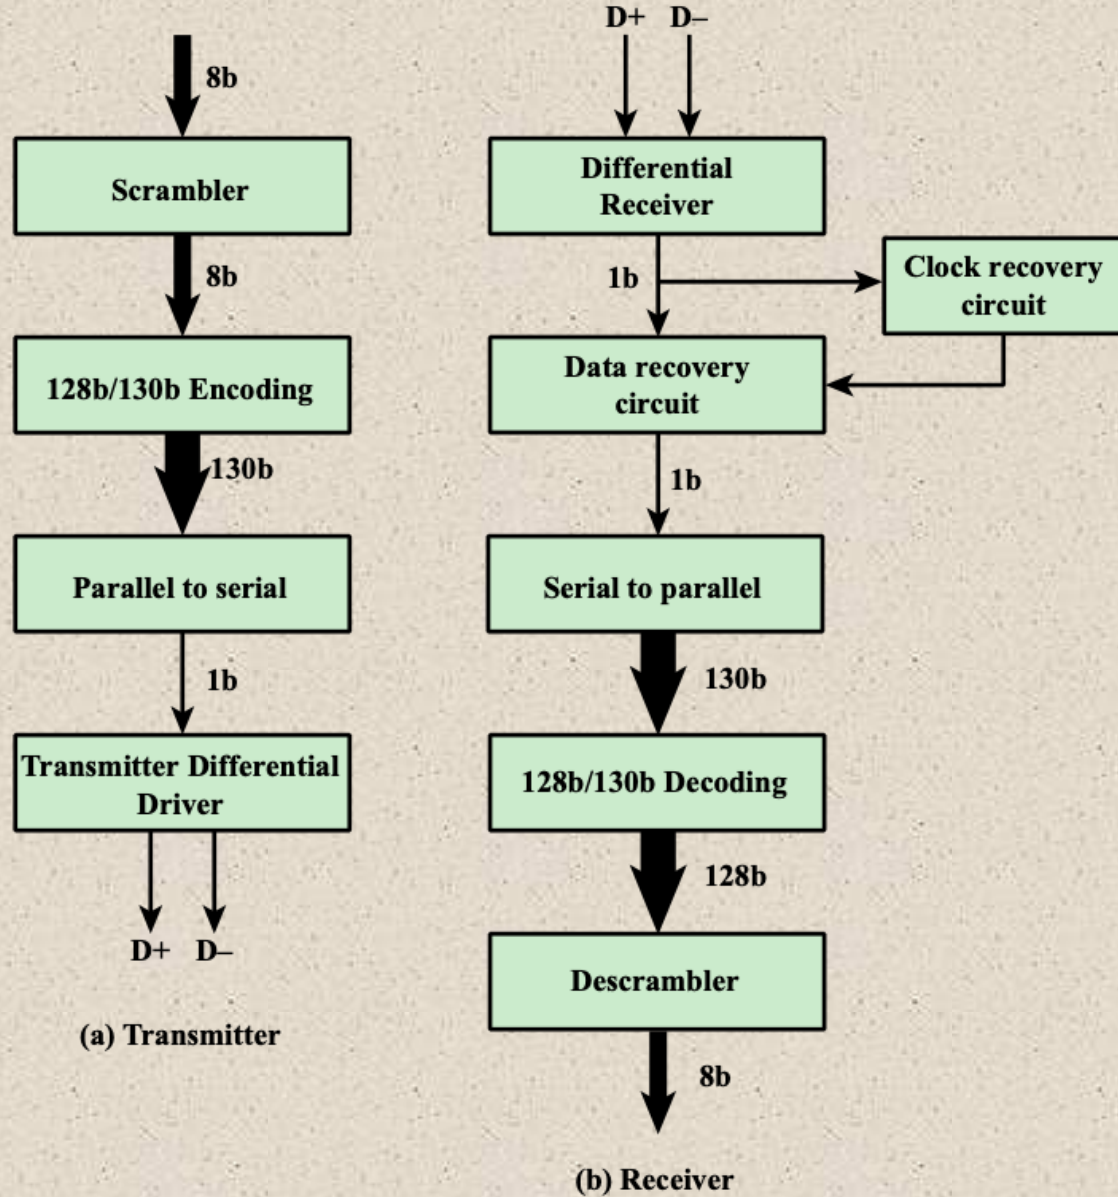 8b
Scrambler
8b
128b/130b Encoding
130b
Parallel to serial
1b
Transmitter Differential
Driver
D+ D–
(a) Transmitter
D+ D–
Differential
Receiver
1b
Clock recovery
circuit
Data recovery
circuit
1b
Serial to parallel
130b
128b/130b Decoding
128b
Descrambler
8b
(b) Receiver